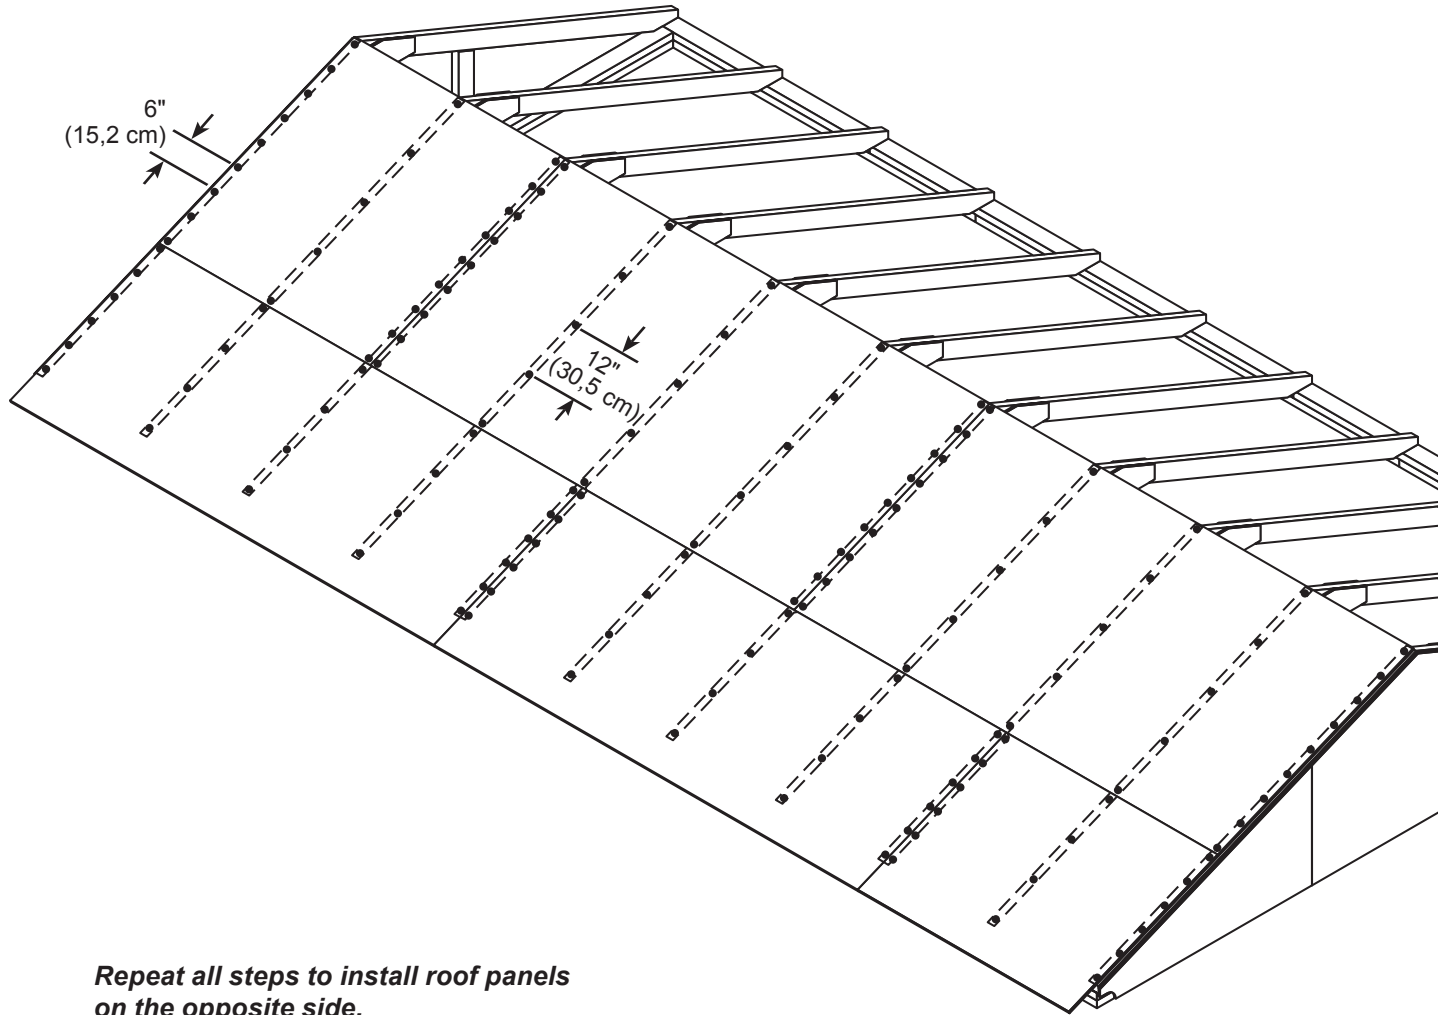 6"
(15,2 cm)
12"
(30,5 cm)
Repeat all steps to install roof panels
on the opposite side.